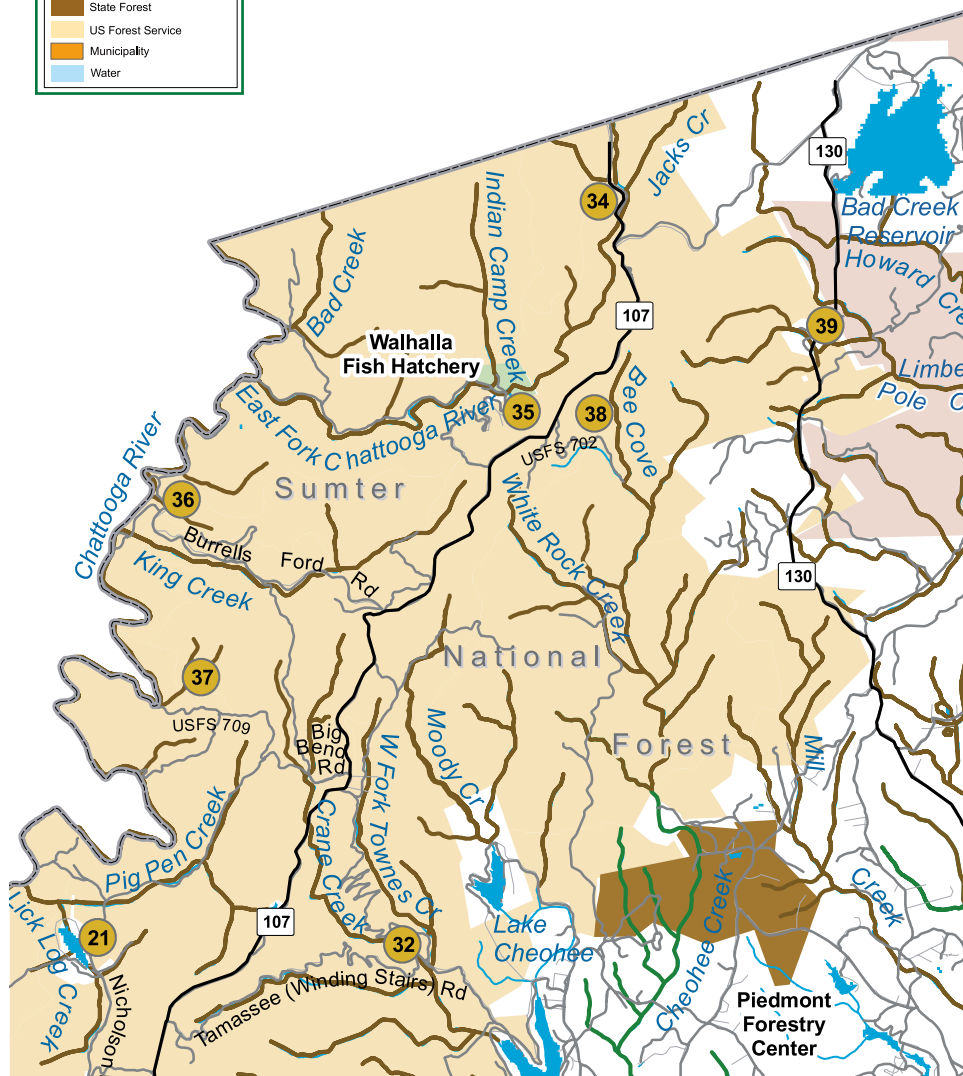 State Forest
US Forest Service
Municipality
Water
Jacks Cr
130
34
Bad Creek
Reservoir
Indian Camp Creek
Bad Creek
Howard Cre
107
39
Walhalla
Fish Hatchery
Limbe
Pole C
Bee Cove
35
38
East Fork Chattooga River
USFS 702
Chattooga River
Sumter
36
White Rock Creek
Burrells Ford Rd
King Creek
130
National
37
USFS 709
Big
Bend
Rd
Moody Cr
Forest
Mill
W Fork Townes Cr
Crane Creek
Pig Pen Creek
Creek
Cheohee Creek
Lick Log Creek
107
21
32
Lake
Cheohee
Tamassee (Winding Stairs) Rd
Nicholson
Piedmont
Forestry
Center